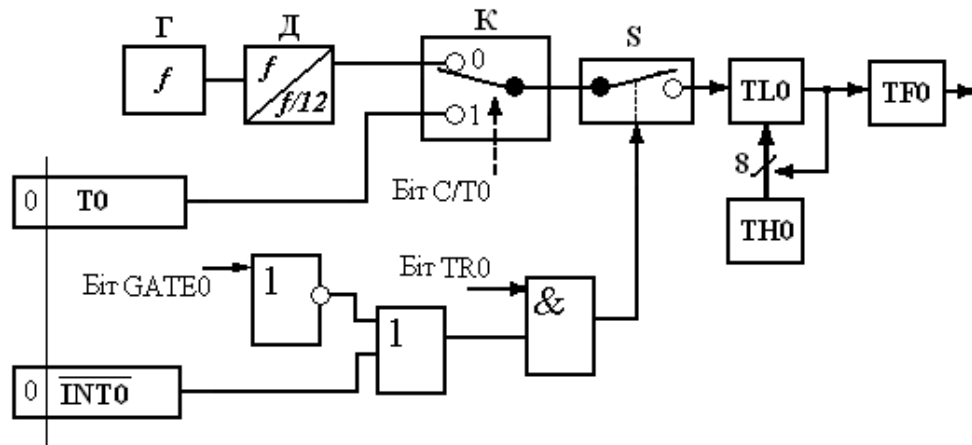 Г
Д
К
S
f
f
f/12
0
1
TL0
TF0
Біт C/T0
8
0 T0
TH0
Біт GATE0
1
Біт TR0
&
1
0 INT0